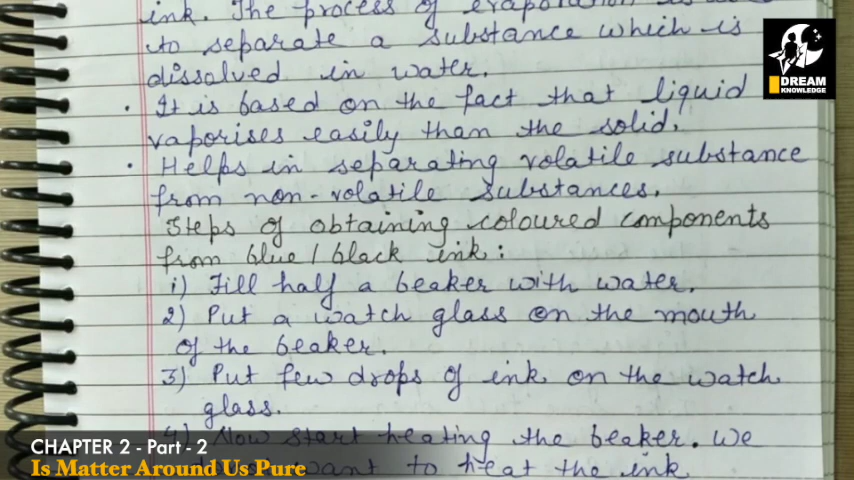 ink. The process of evaporation is
to separate a substance which is
dissolved in water.
• It is based on the fact that liquid
vaporises easily than the solid.
• Helps in separating volatile substance
from non-volatile substances.
Steps of obtaining coloured components
from blue/black ink:
i) Fill half a beaker with water.
2) Put a watch glass on the mouth
of the beaker.
3) Put few drops of ink on the watch
glass.
4) Now start heating the beaker. We
want to heat the ink
DREAM
KNOWLEDGE
CHAPTER 2 - Part - 2
Is Matter Around Us Pure